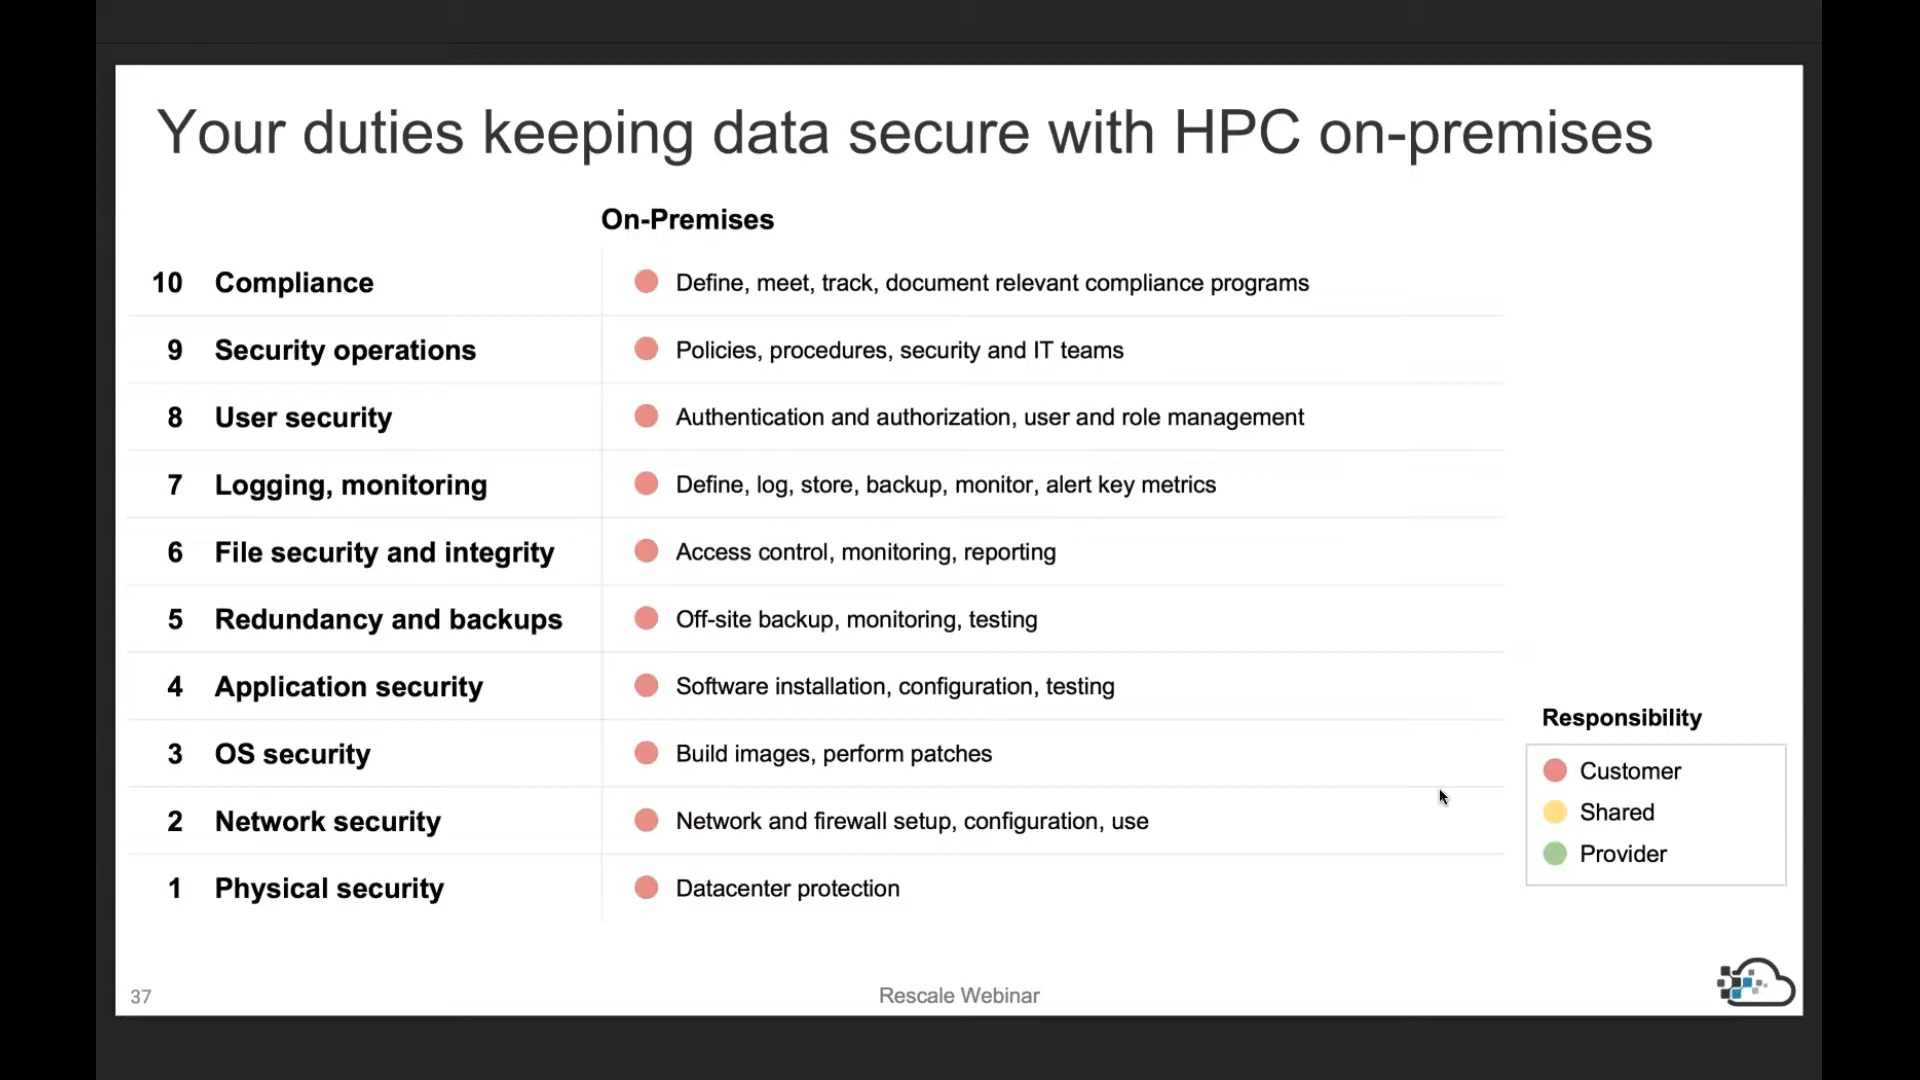 Your duties keeping data secure with HPC on-premises
On-Premises
10 Compliance Define, meet, track, document relevant compliance programs
9 Security operations Policies, procedures, security and IT teams
8 User security Authentication and authorization, user and role management
7 Logging, monitoring Define, log, store, backup, monitor, alert key metrics
6 File security and integrity Access control, monitoring, reporting
5 Redundancy and backups Off-site backup, monitoring, testing
4 Application security Software installation, configuration, testing
3 OS security Build images, perform patches
2 Network security Network and firewall setup, configuration, use
1 Physical security Datacenter protection
Responsibility
Customer
Shared
Provider
37
Rescale Webinar